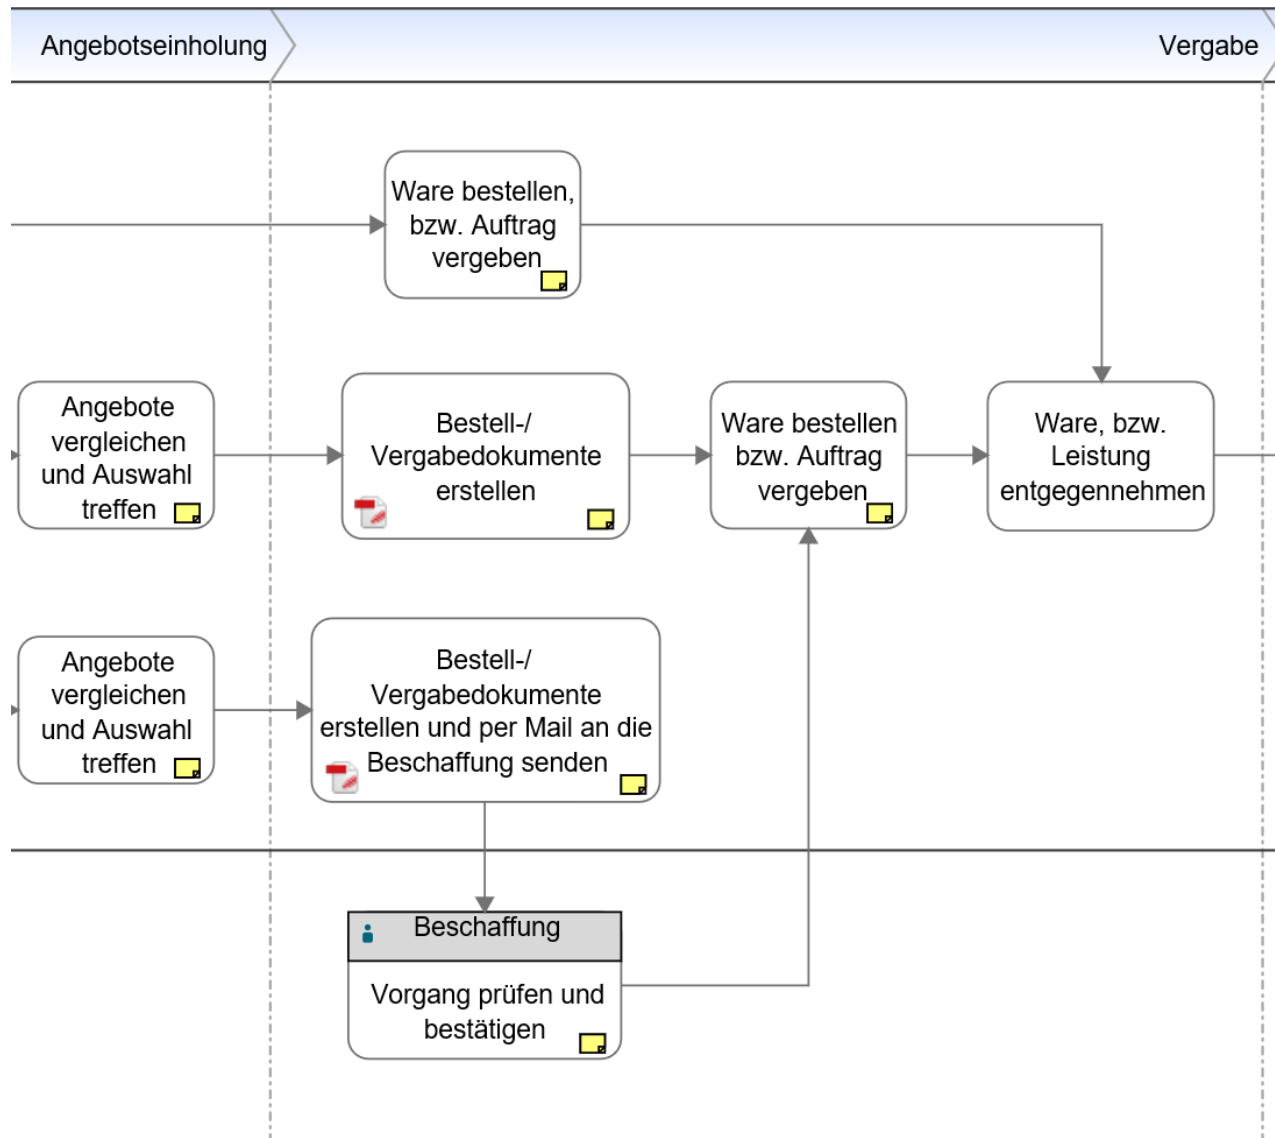 Angebotseinholung
Vergabe
Ware bestellen,
bzw. Auftrag
vergeben
Angebote
vergleichen
und Auswahl
treffen
Bestell-/
Vergabedokumente
erstellen
Ware bestellen
bzw. Auftrag
vergeben
Ware, bzw.
Leistung
entgegennehmen
Angebote
vergleichen
und Auswahl
treffen
Bestell-/
Vergabedokumente
erstellen und per Mail an die
Beschaffung senden
Beschaffung
Vorgang prüfen und
bestätigen